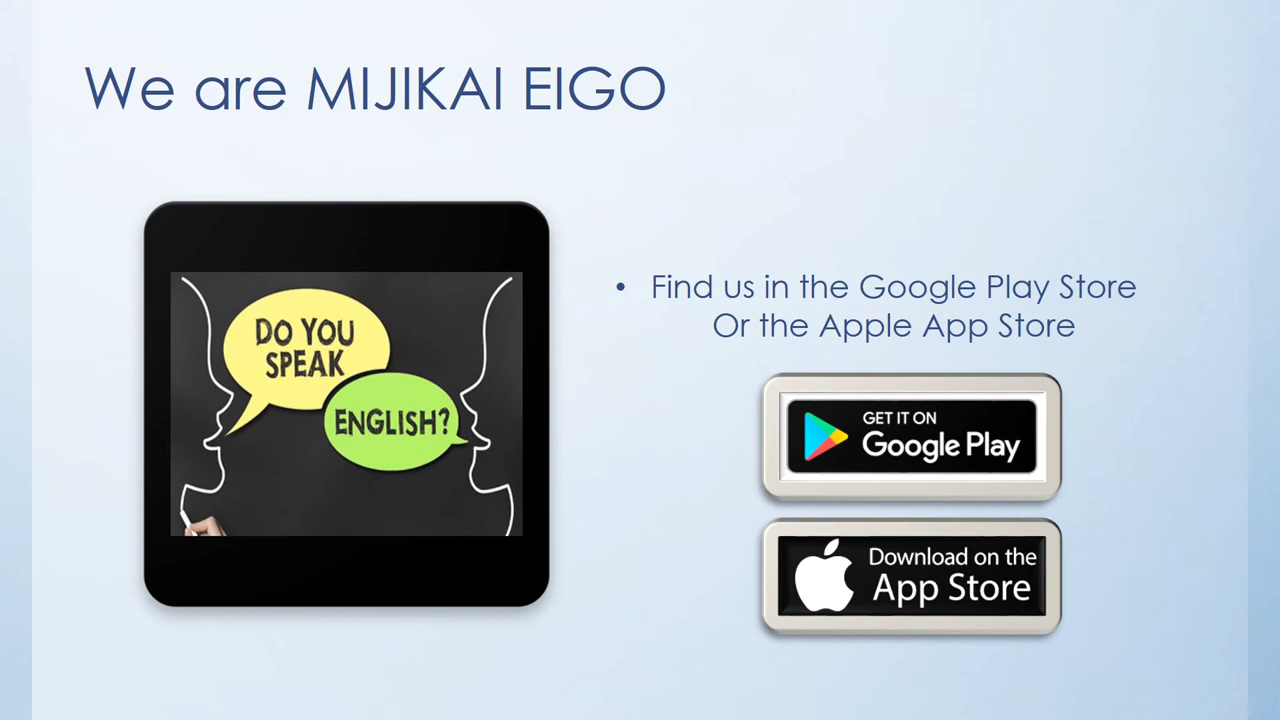 We are MIJIKAI EIGO
DO YOU
SPEAK
ENGLISH?
• Find us in the Google Play Store
Or the Apple App Store
GET IT ON
Google Play
Download on the
App Store